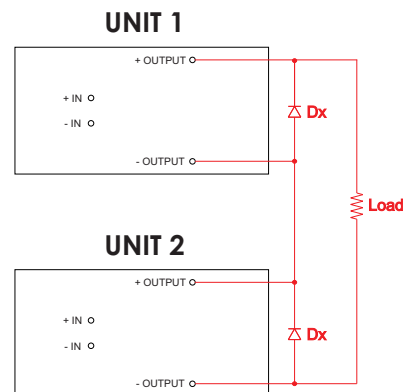 UNIT 1
+ OUTPUT
+ IN
- IN
Dx
- OUTPUT
Load
UNIT 2
+ OUTPUT
+ IN
- IN
Dx
- OUTPUT